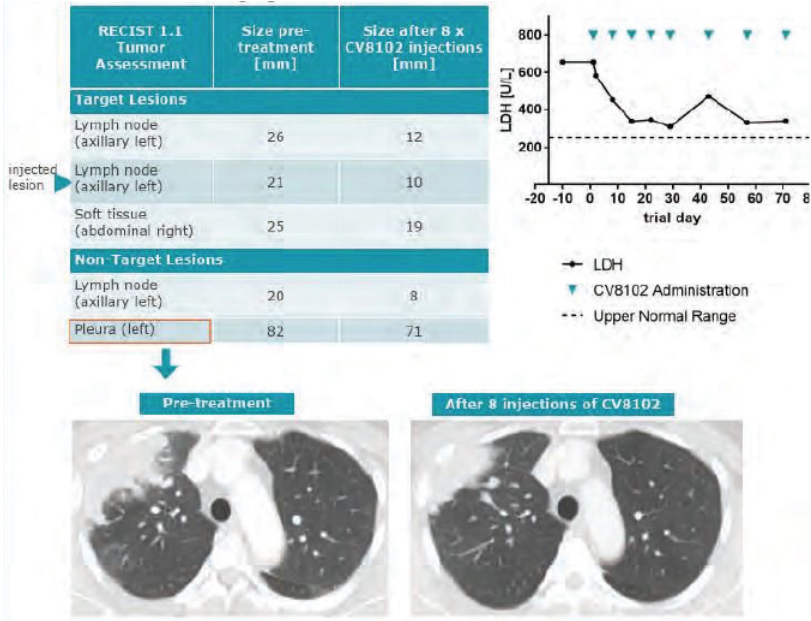 RECIST 1.1 Tumor Assessment
Size pre-treatment [mm]
Size after 8 x CV8102 injections [mm]
Target Lesions
Lymph node (axillary left) 26 12
injected lesion
Lymph node (axillary left) 21 10
Soft tissue (abdominal right) 25 19
Non-Target Lesions
Lymph node (axillary left) 20 8
Pleura (left) 82 71
LDH [U/L]
800
600
400
200
-20 -10 0 10 20 30 40 50 60 70 8
trial day
LDH
CV8102 Administration
Upper Normal Range
Pre-treatment
After 8 injections of CV8102